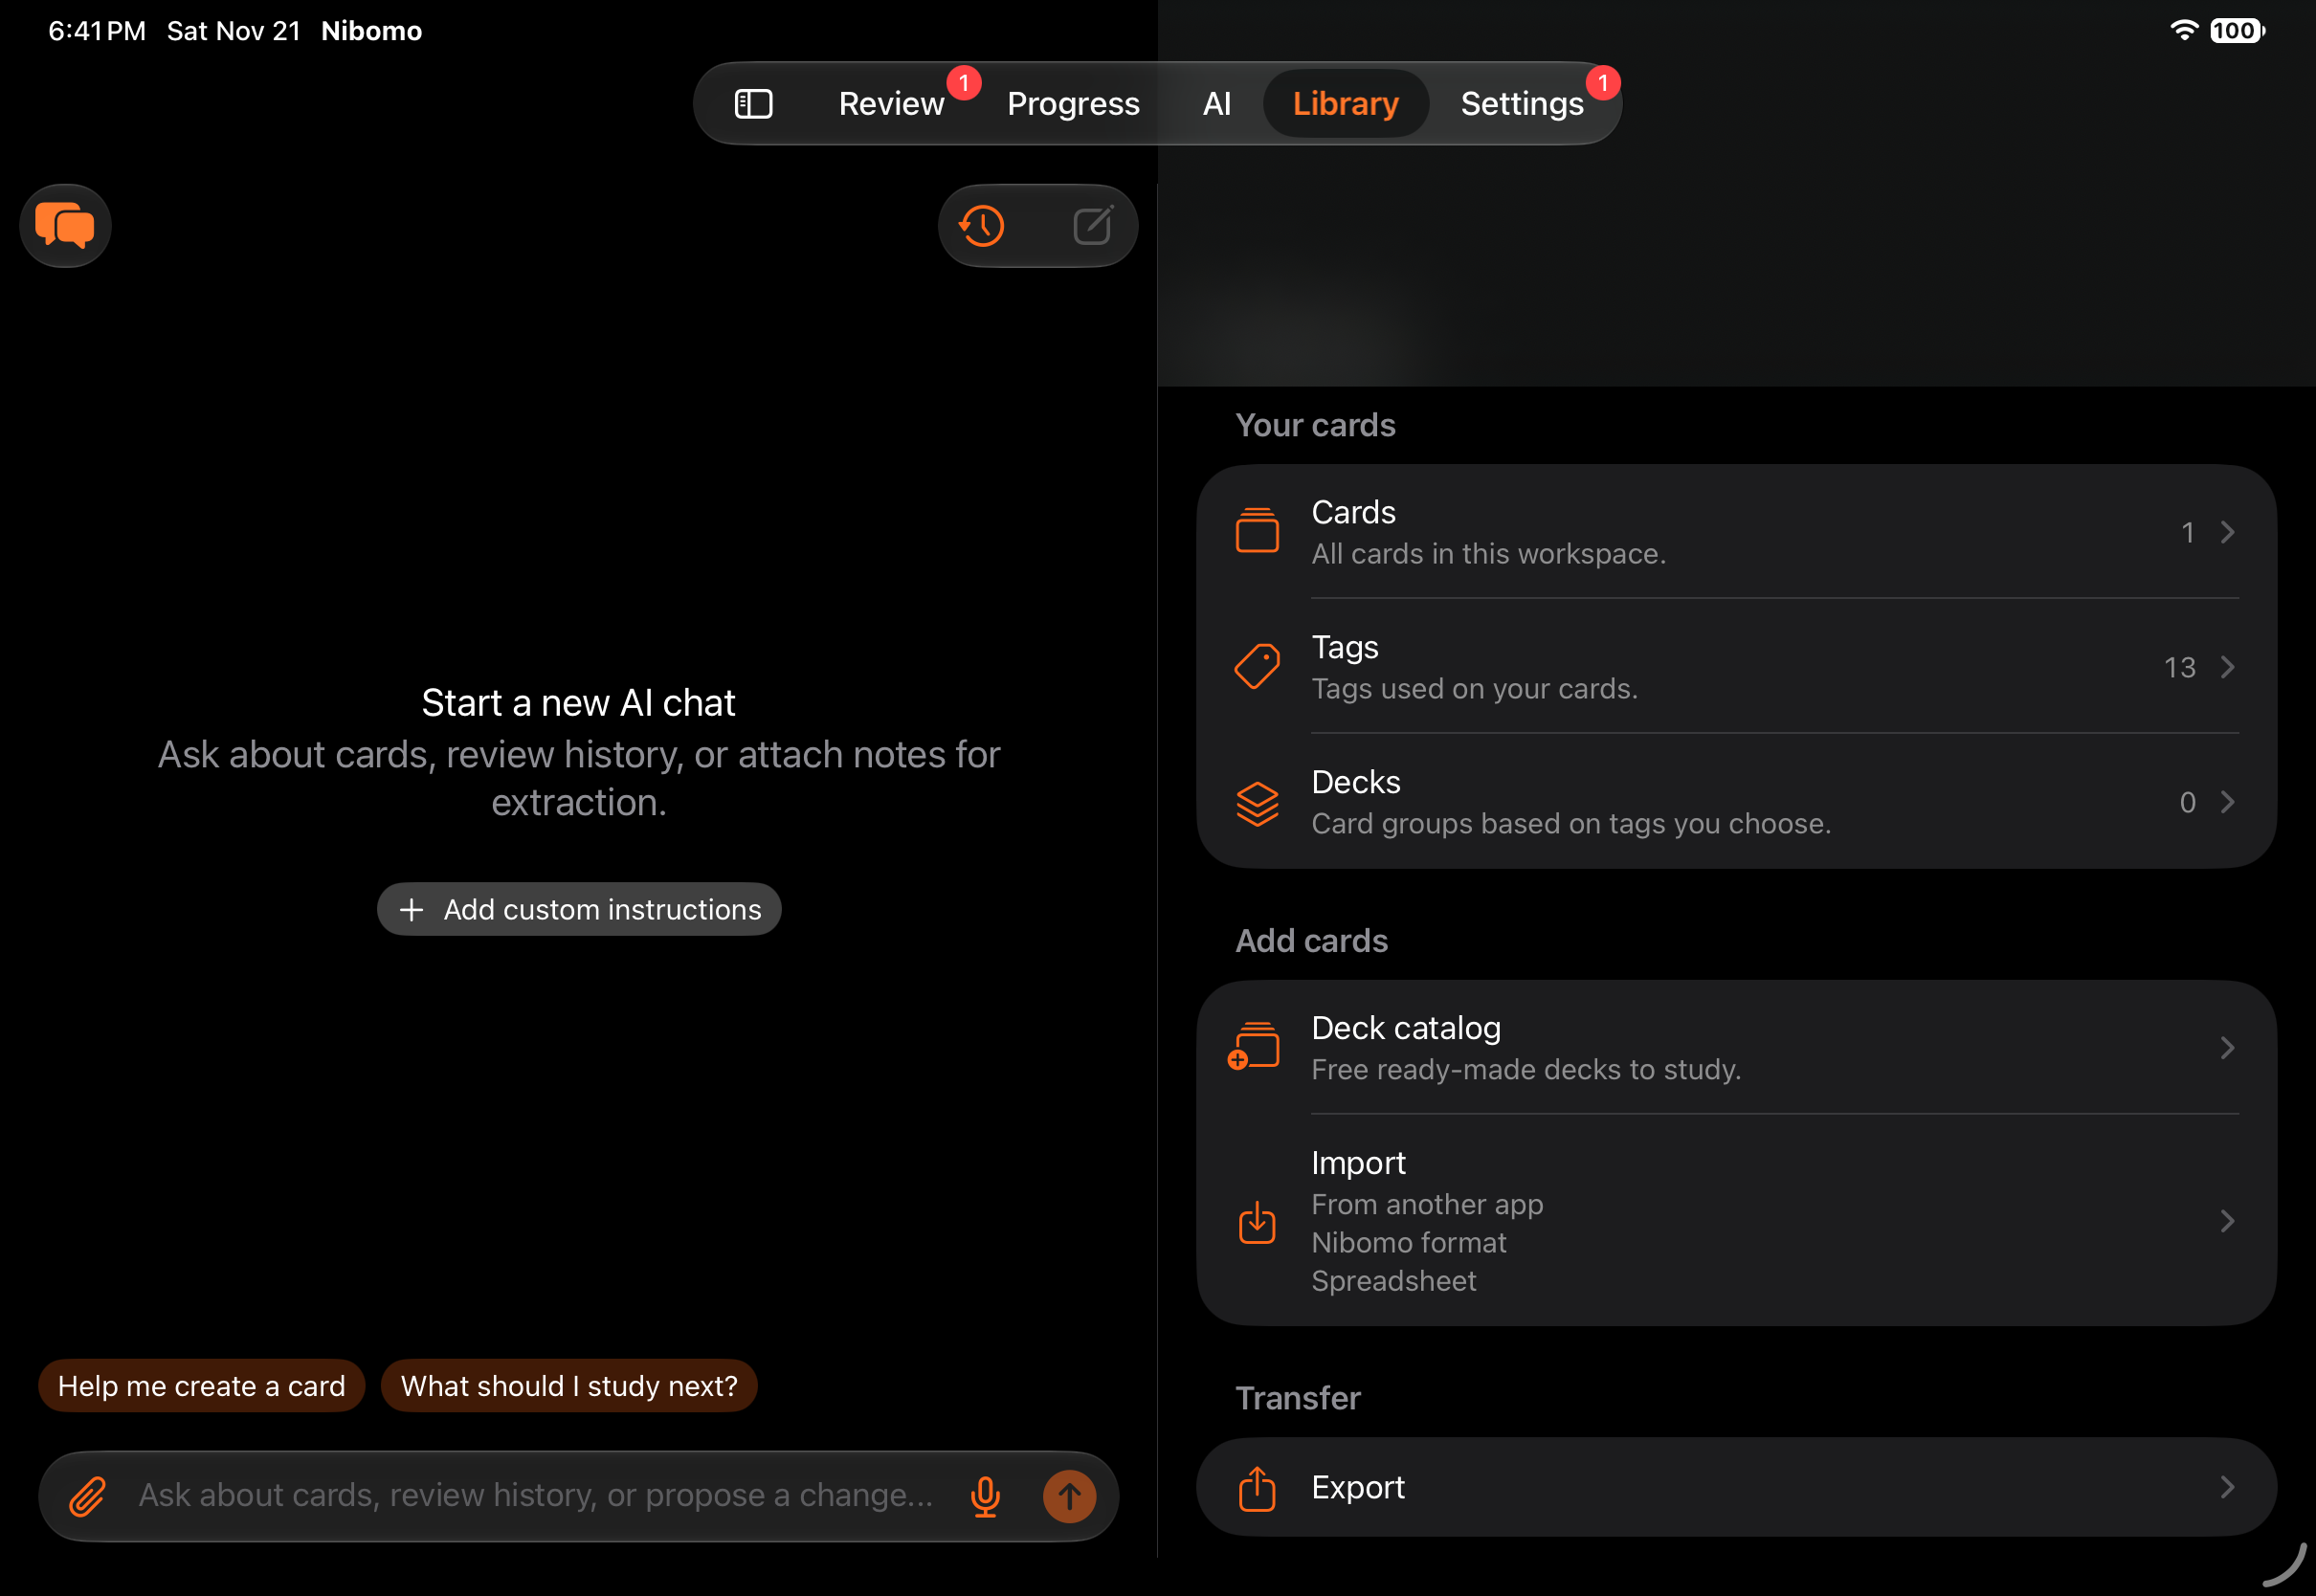 6:41 PM Sat Nov 21 Nibomo
100
Review 1 Progress AI Library Settings 1
Start a new AI chat
Ask about cards, review history, or attach notes for
extraction.
+ Add custom instructions
Help me create a card What should I study next?
Ask about cards, review history, or propose a change...
Your cards
Cards
All cards in this workspace.
1
Tags
Tags used on your cards.
13
Decks
Card groups based on tags you choose.
0
Add cards
Deck catalog
Free ready-made decks to study.
Import
From another app
Nibomo format
Spreadsheet
Transfer
Export